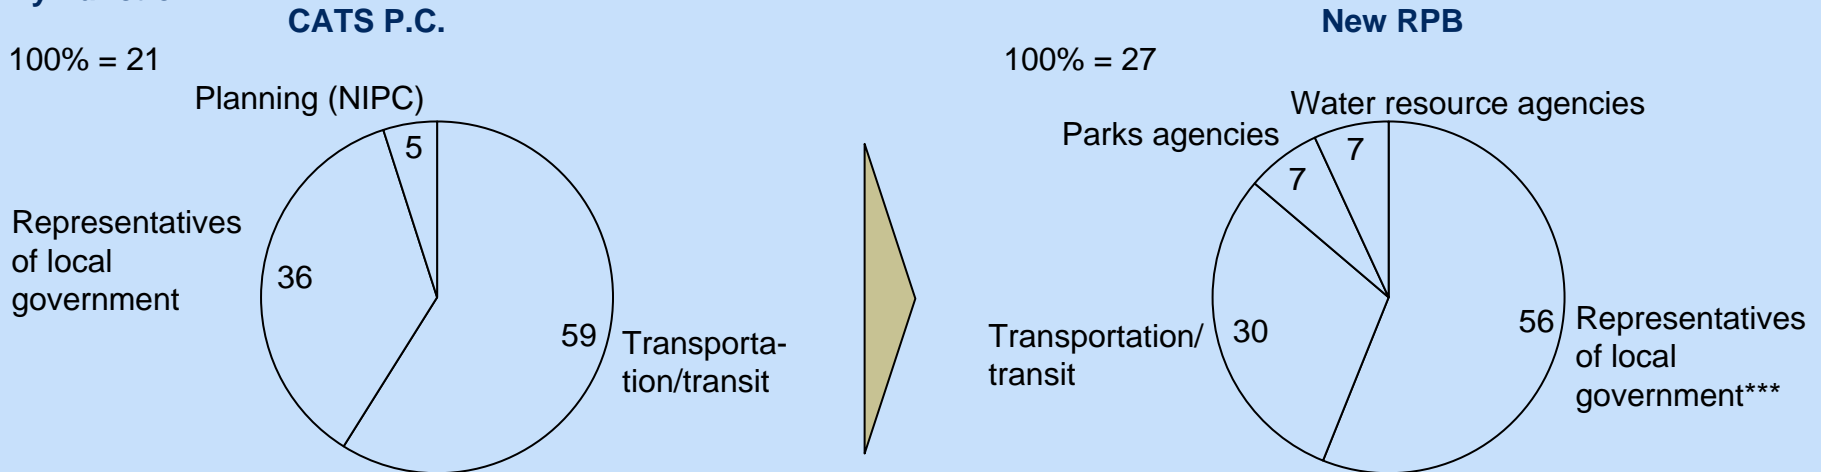 CATS P.C.
100% = 21
Planning (NIPC)
5
Representatives
of local
government
36
59
Transporta-
tion/transit
New RPB
100% = 27
Water resource agencies
Parks agencies
7
7
Transportation/
transit
30
56
Representatives
of local
government***